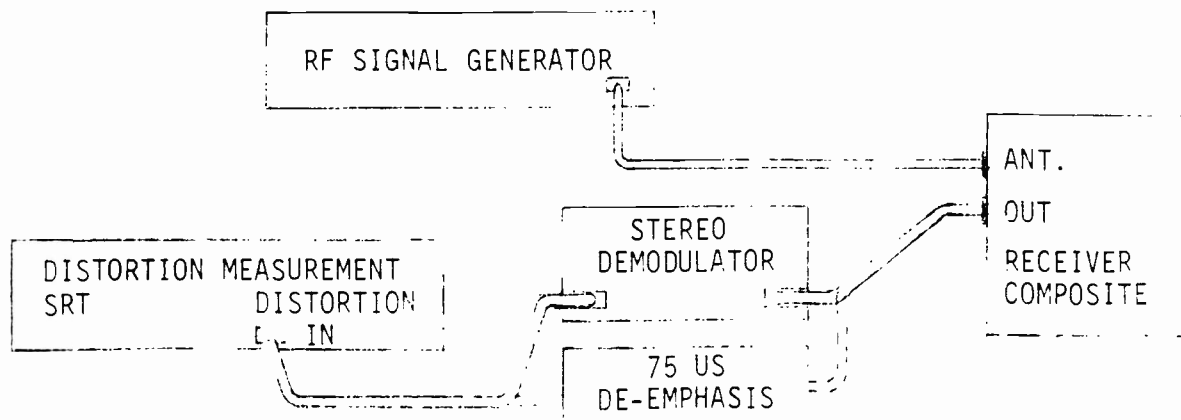 RF SIGNAL GENERATOR
ANT.
OUT
RECEIVER
COMPOSITE
STEREO
DEMODULATOR
DISTORTION MEASUREMENT
SRT DISTORTION
IN
75 US
DE-EMPHASIS